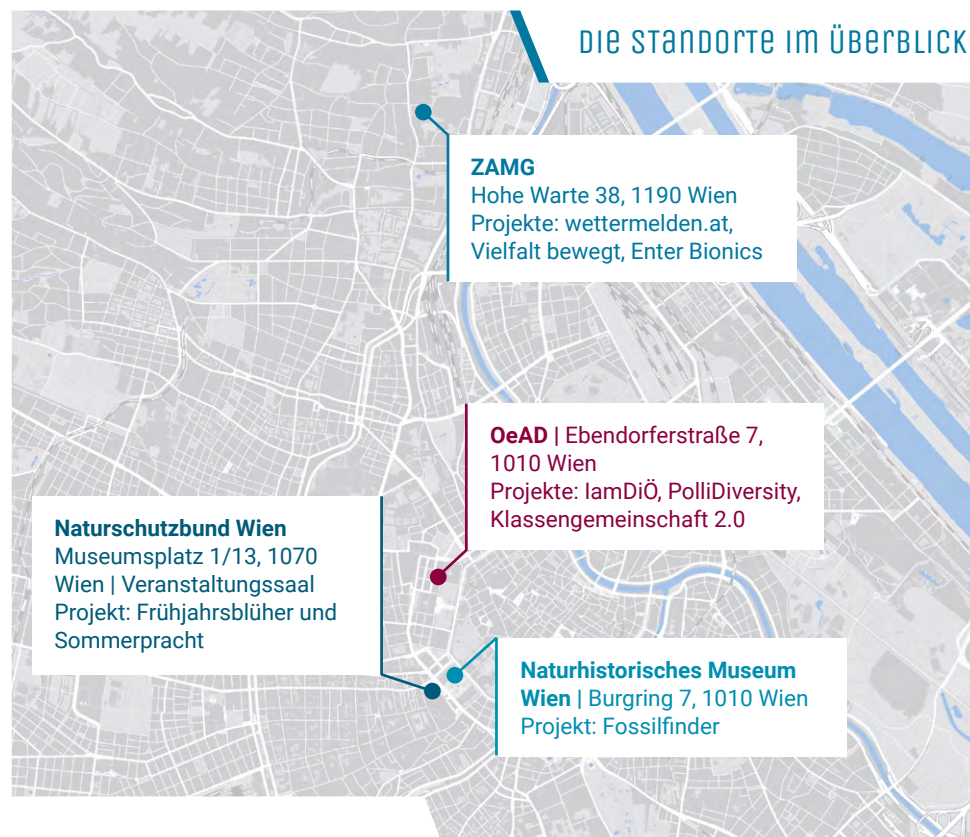 DIE STANDORTE IM ÜBERBLICK
ZAMG
Hohe Warte 38, 1190 Wien
Projekte: wettermelden.at,
Vielfalt bewegt, Enter Bionics
OeAD | Ebendorferstraße 7,
1010 Wien
Projekte: IamDiÖ, PolliDiversity,
Klassengemeinschaft 2.0
Naturschutzbund Wien
Museumsplatz 1/13, 1070
Wien | Veranstaltungssaal
Projekt: Frühjahrsblüher und
Sommerpracht
Naturhistorisches Museum
Wien | Burgring 7, 1010 Wien
Projekt: Fossilfinder